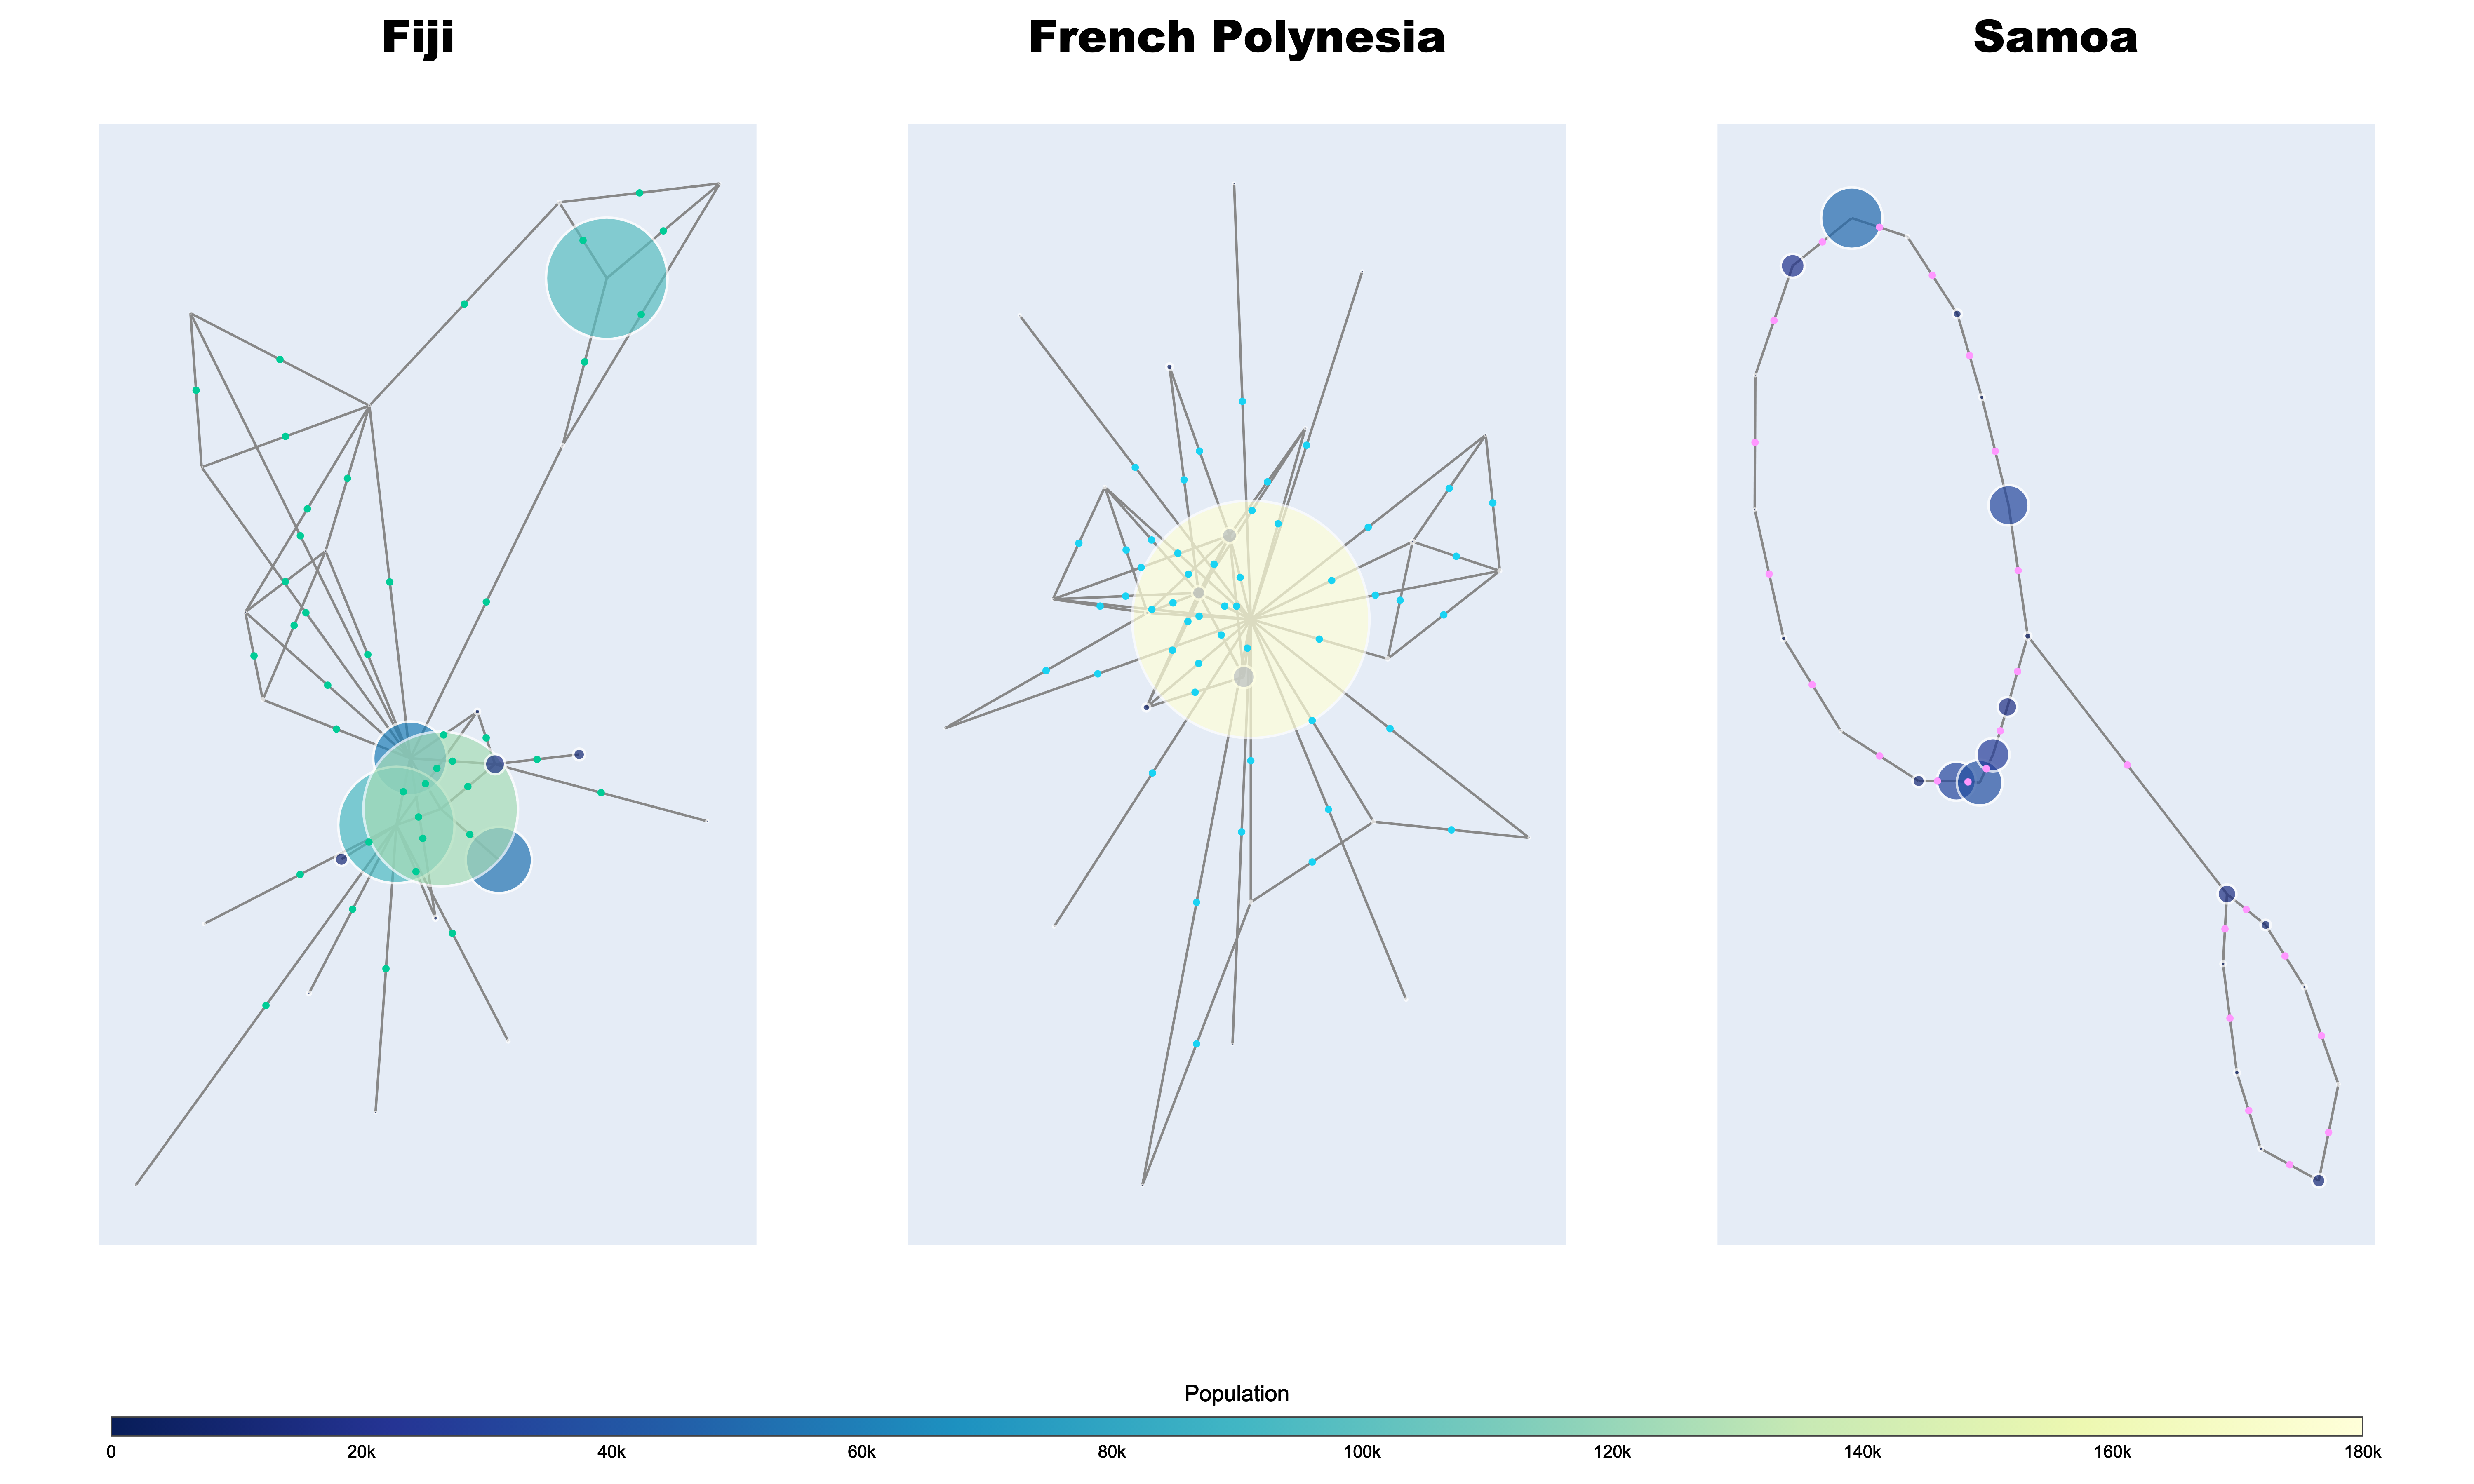 Fiji
French Polynesia
Samoa
Population
0 20k 40k 60k 80k 100k 120k 140k 160k 180k